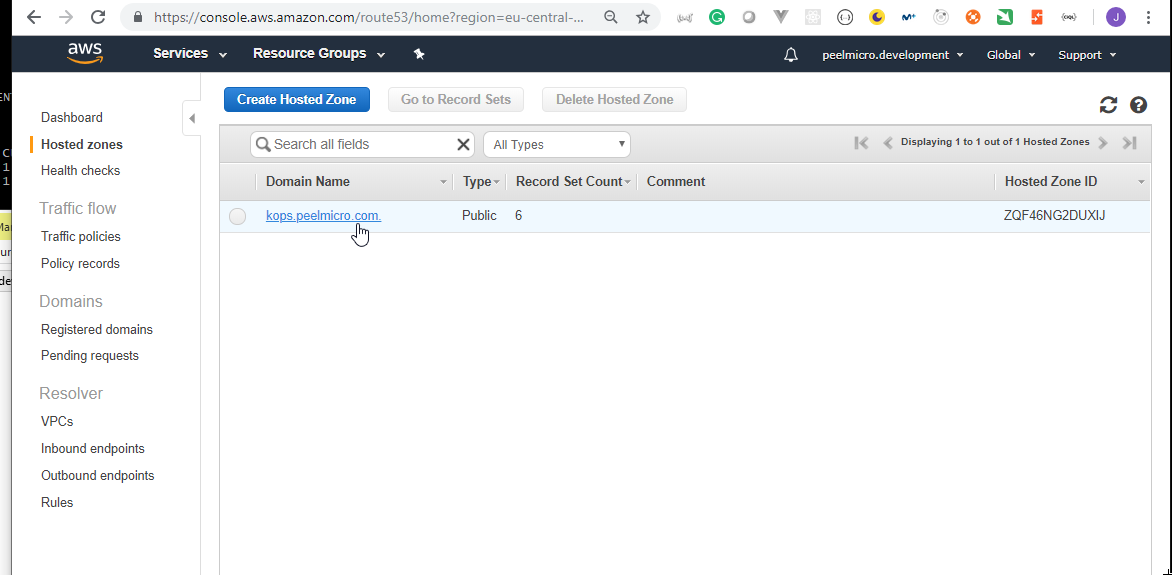 https://console.aws.amazon.com/route53/home?region=eu-central-...
J
aws
Services
Resource Groups
peelmicro.development
Global
Support
Dashboard
Hosted zones
Health checks
Traffic flow
Traffic policies
Policy records
Domains
Registered domains
Pending requests
Resolver
VPCs
Inbound endpoints
Outbound endpoints
Rules
Create Hosted Zone
Go to Record Sets
Delete Hosted Zone
Search all fields
All Types
Displaying 1 to 1 out of 1 Hosted Zones
Domain Name
Type
Record Set Count
Comment
Hosted Zone ID
kops.peelmicro.com.
Public
6
ZQF46NG2DUXIJ